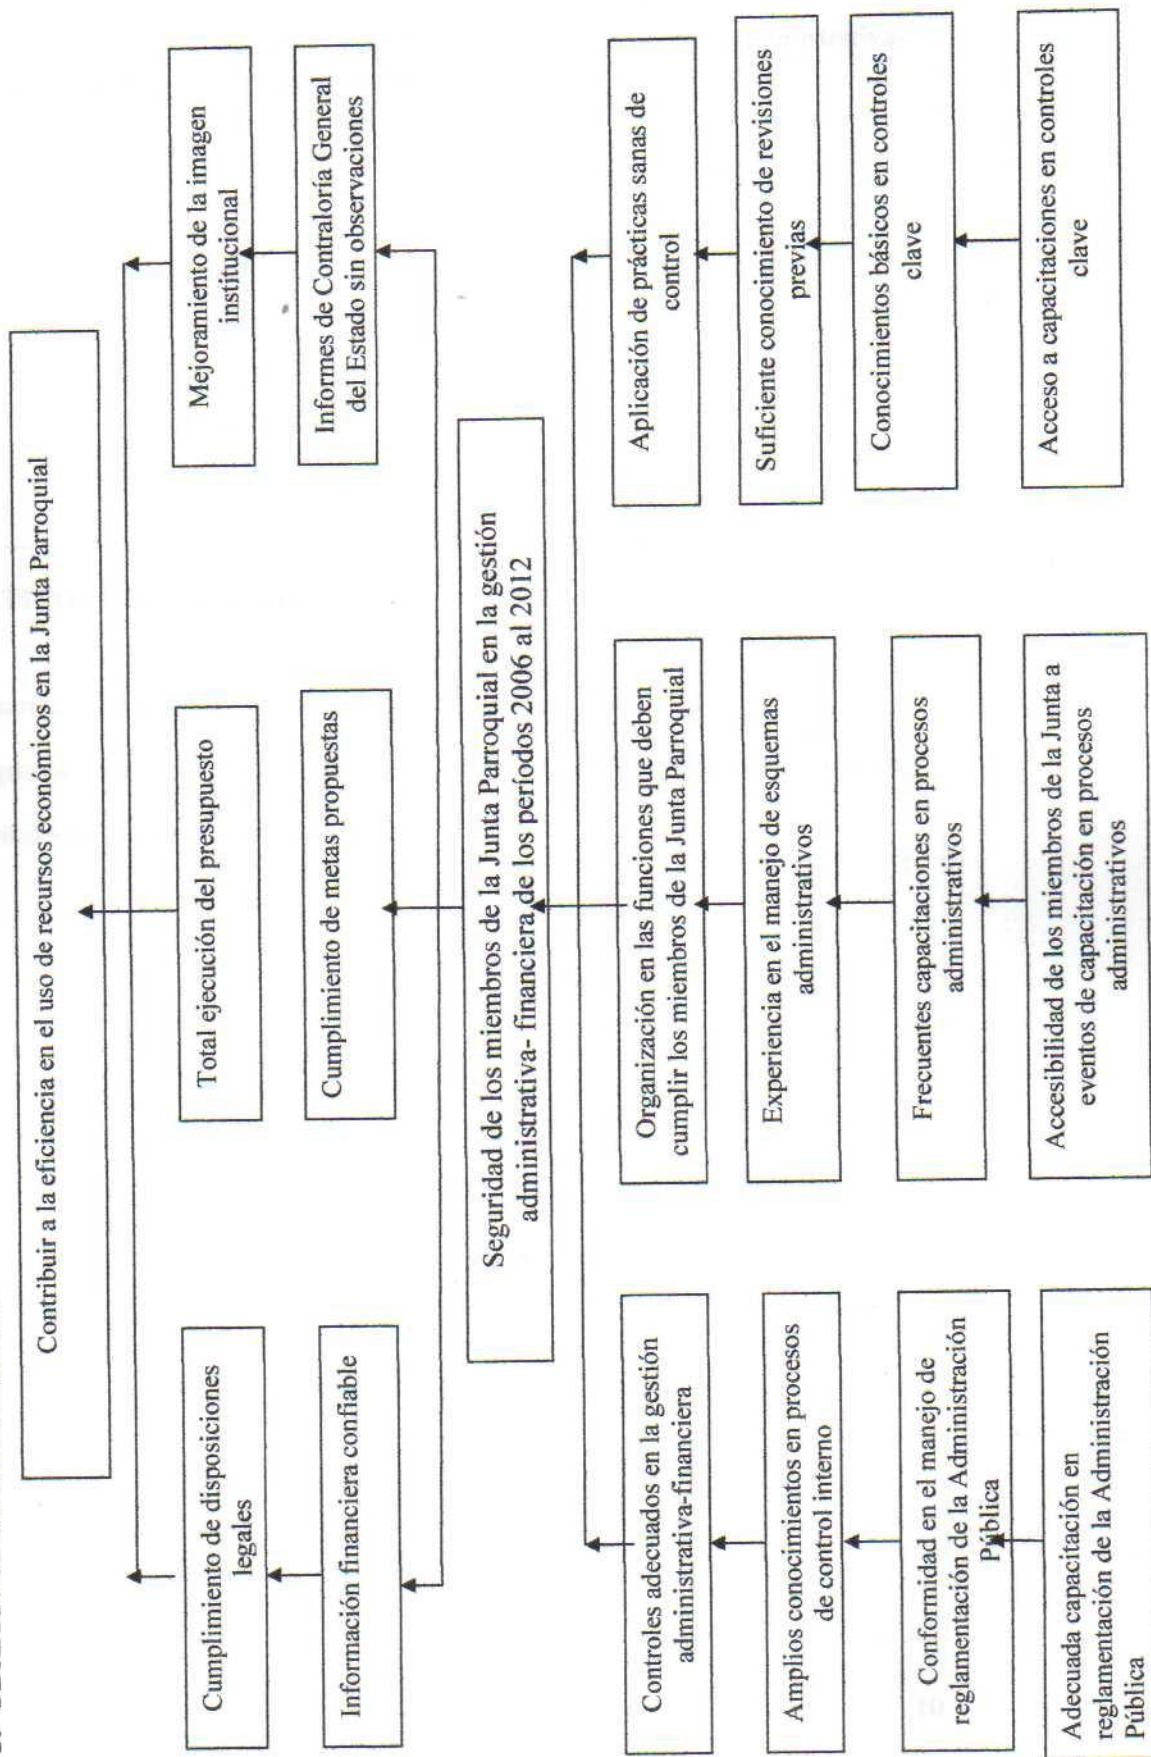 Contribuir a la eficiencia en el uso de recursos económicos en la Junta Parroquial
Cumplimiento de disposiciones
legales
Total ejecución del presupuesto
Mejoramiento de la imagen
institucional
Información financiera confiable
Cumplimiento de metas propuestas
Informes de Contraloría General
del Estado sin observaciones
Seguridad de los miembros de la Junta Parroquial en la gestión
administrativa- financiera de los períodos 2006 al 2012
Controles adecuados en la gestión
administrativa-financiera
Organización en las funciones que deben
cumplir los miembros de la Junta Parroquial
Aplicación de prácticas sanas de
control
Amplios conocimientos en procesos
de control interno
Experiencia en el manejo de esquemas
administrativos
Suficiente conocimiento de revisiones
previas
Conformidad en el manejo de
reglamentación de la Administración
Pública
Frecuentes capacitaciones en procesos
administrativos
Conocimientos básicos en controles
clave
Adecuada capacitación en
reglamentación de la Administración
Pública
Accesibilidad de los miembros de la Junta a
eventos de capacitación en procesos
administrativos
Acceso a capacitaciones en controles
clave